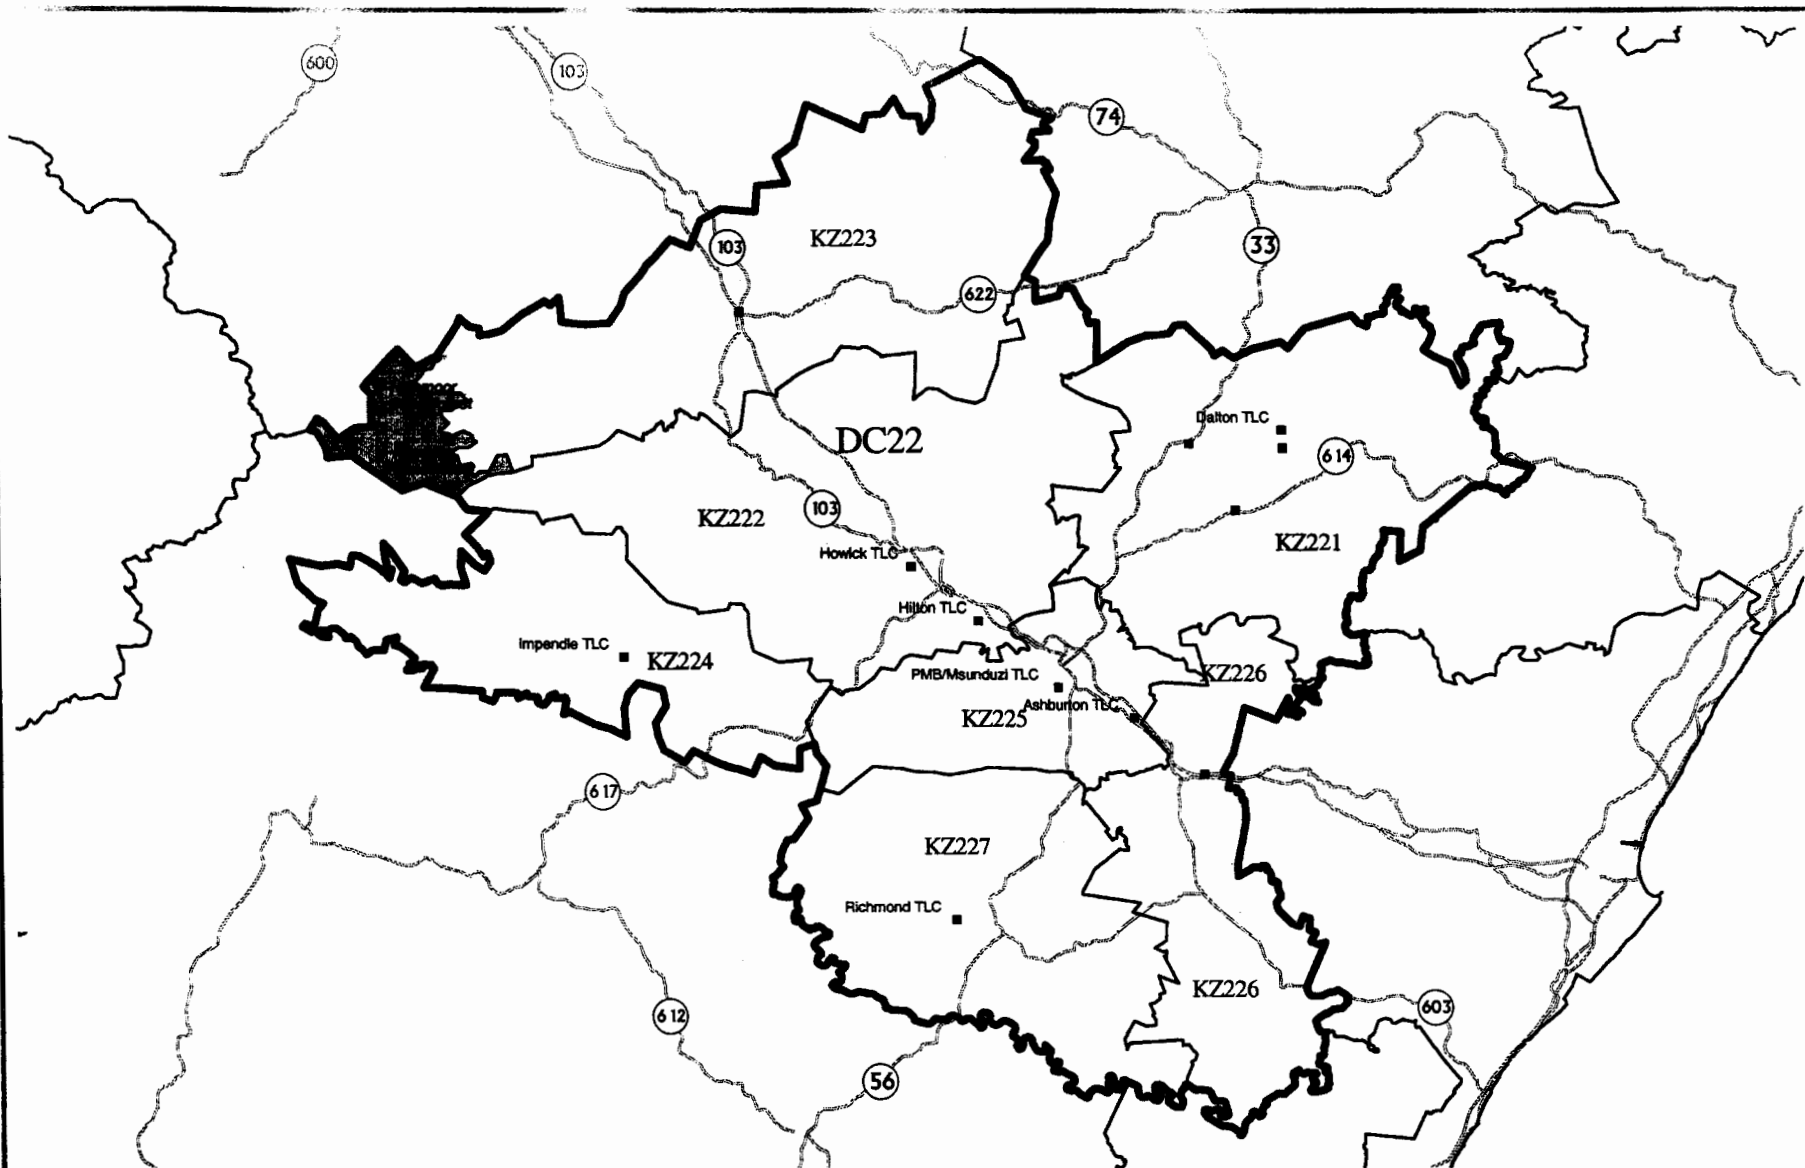 600
103
74
103
KZ223
33
622
Dalton TLC
DC22
614
KZ222
103
KZ221
Howick TLC
Hilton TLC
Impendle TLC
KZ224
PMB/Msunduzi TLC
KZ226
Ashburton TLC
KZ225
617
KZ227
Richmond TLC
KZ226
612
603
56